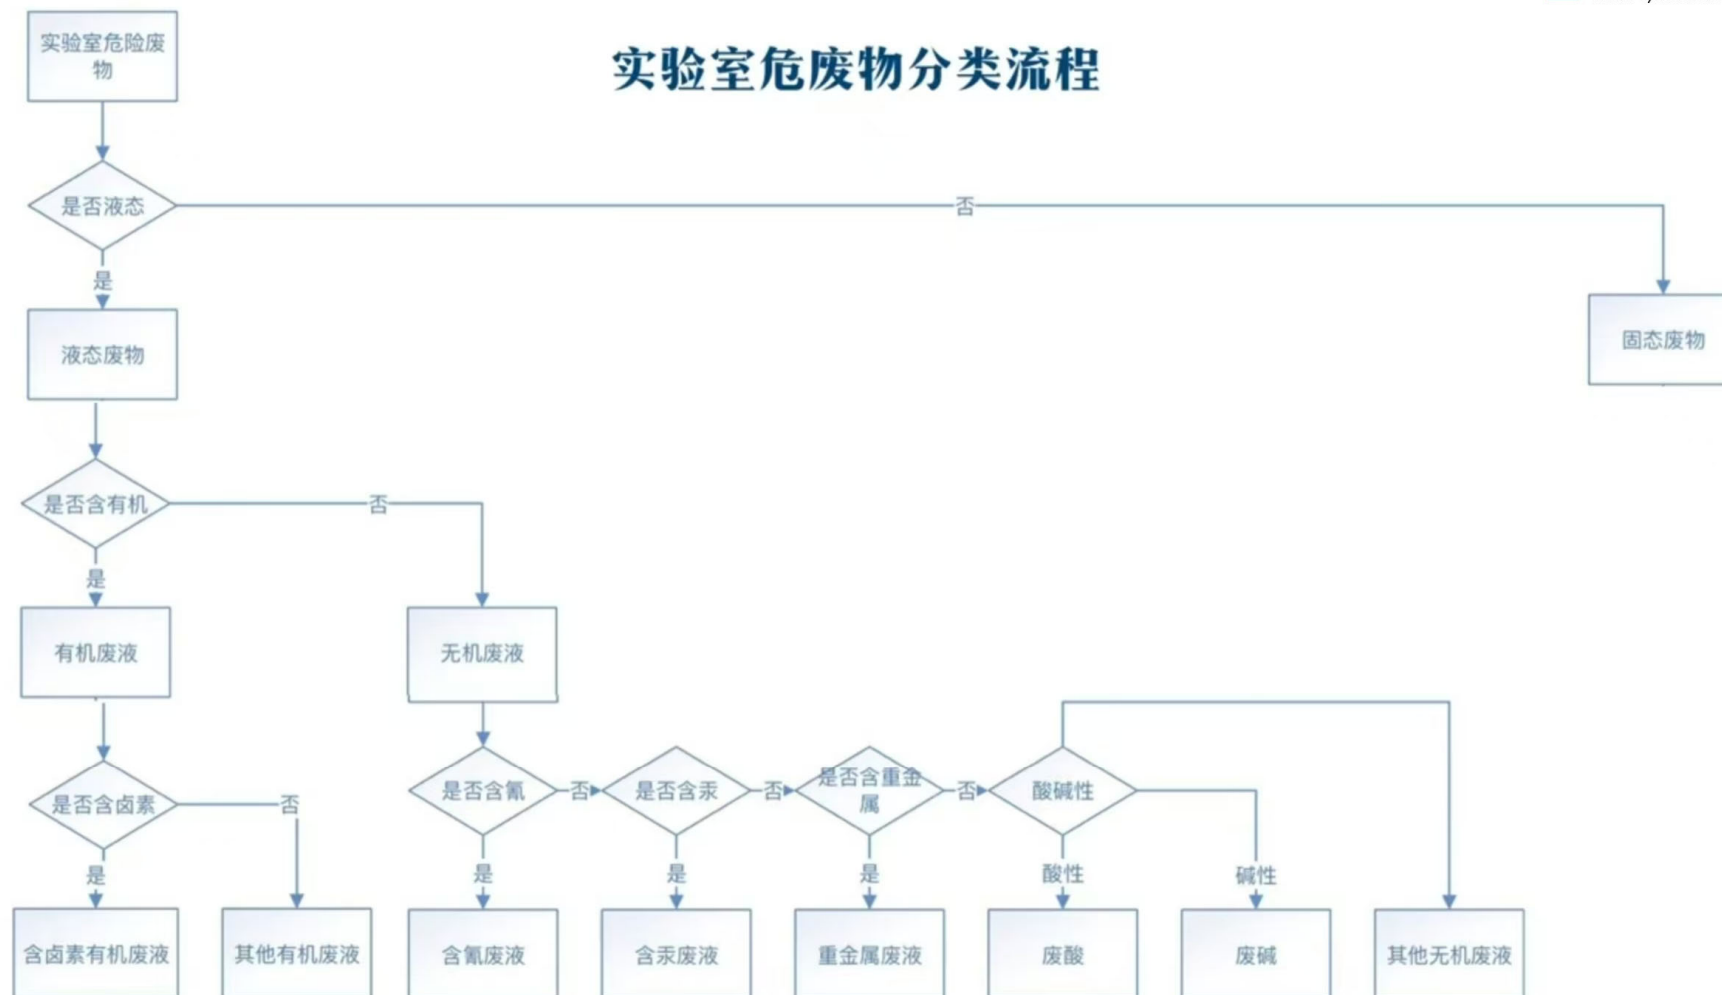 实验室危险废
物
实验室危废物分类流程
是否液态
否
是
液态废物
固态废物
是否含有机
否
是
有机废液
无机废液
是否含卤素
否
是否含氰
否
是否含汞
否
是否含重金
属
否
酸碱性
是
是
是
是
酸性
碱性
含卤素有机废液
其他有机废液
含氰废液
含汞废液
重金属废液
废酸
废碱
其他无机废液